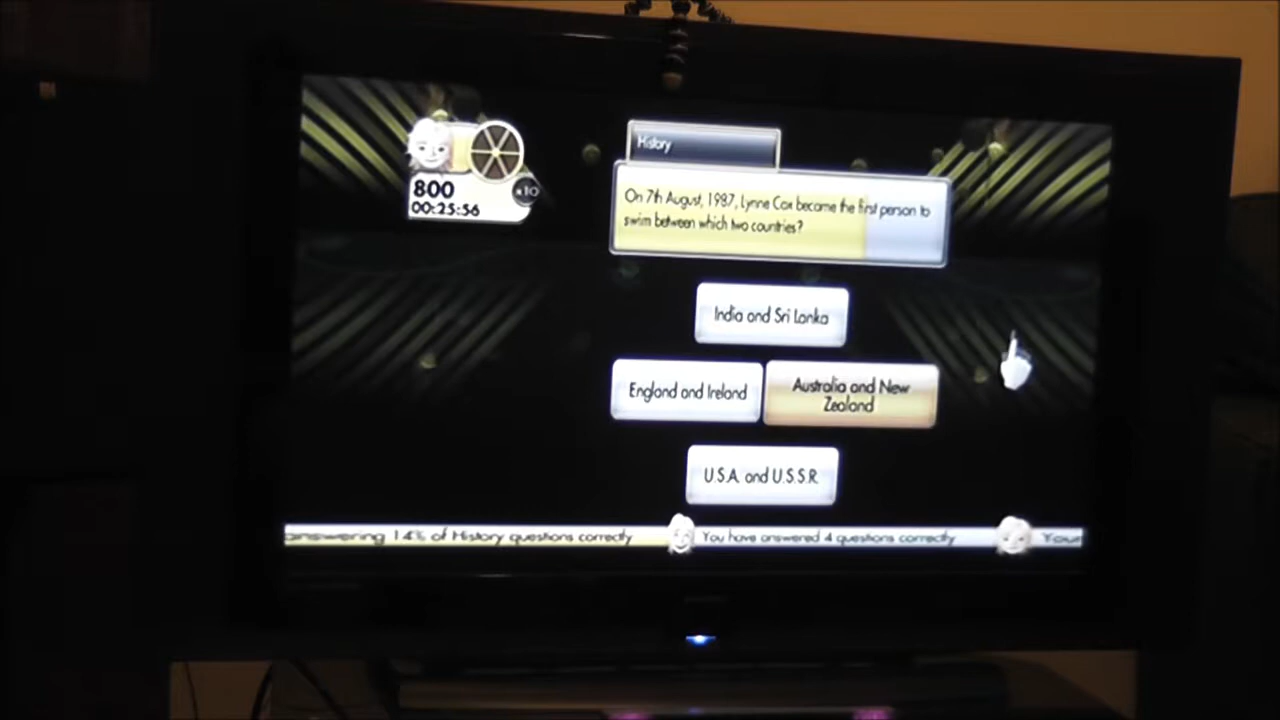 History
800
x10
00:25:56
On 7th August, 1987, Lynne Cox became the first person to
swim between which two countries?
India and Sri Lanka
England and Ireland
Australia and New
Zealand
U.S.A. and U.S.S.R.
answering 14% of History questions correctly
You have answered 4 questions correctly
Your